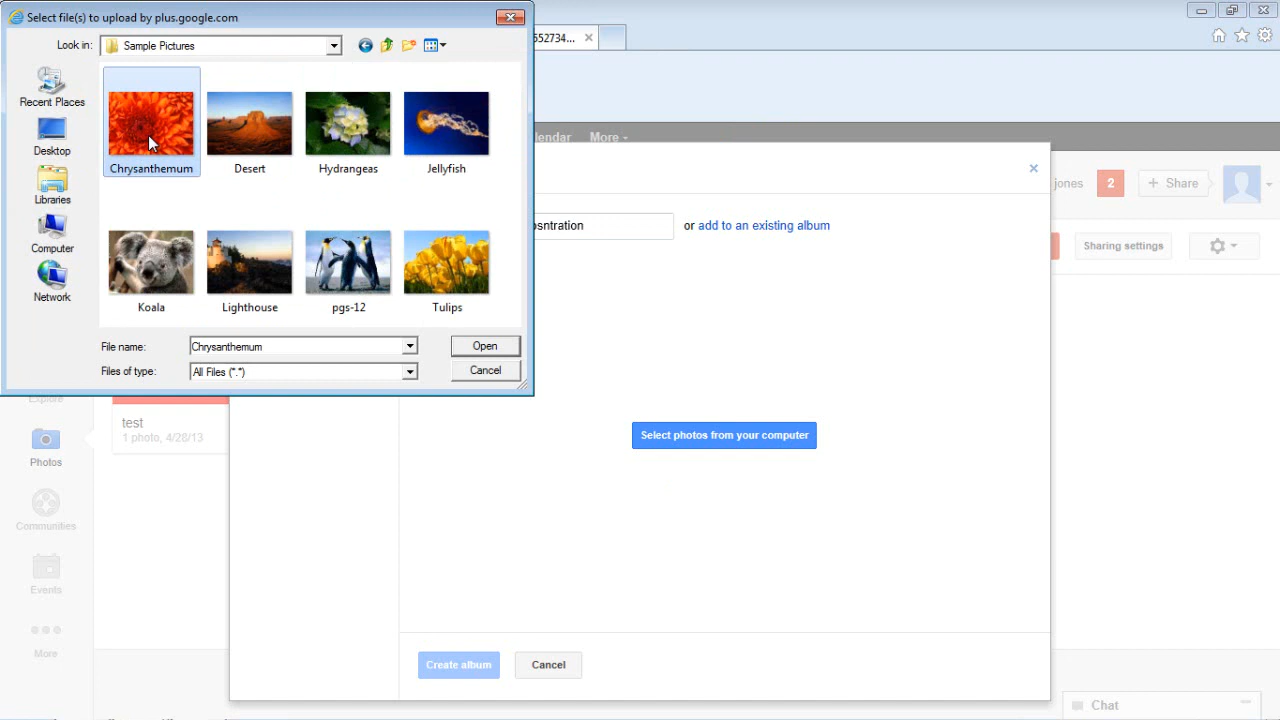 Select file(s) to upload by plus.google.com
Look in: Sample Pictures
552734...
Recent Places
Desktop
Libraries
Computer
Network
Chrysanthemum Desert Hydrangeas Jellyfish
Koala Lighthouse pgs-12 Tulips
File name: Chrysanthemum Open
Files of type: All Files (*.*) Cancel
lendar More
jones 2 + Share
osntration or add to an existing album
Sharing settings
Explore
test
1 photo, 4/28/13
Photos
Communities
Events
More
Select photos from your computer
Create album Cancel
Chat